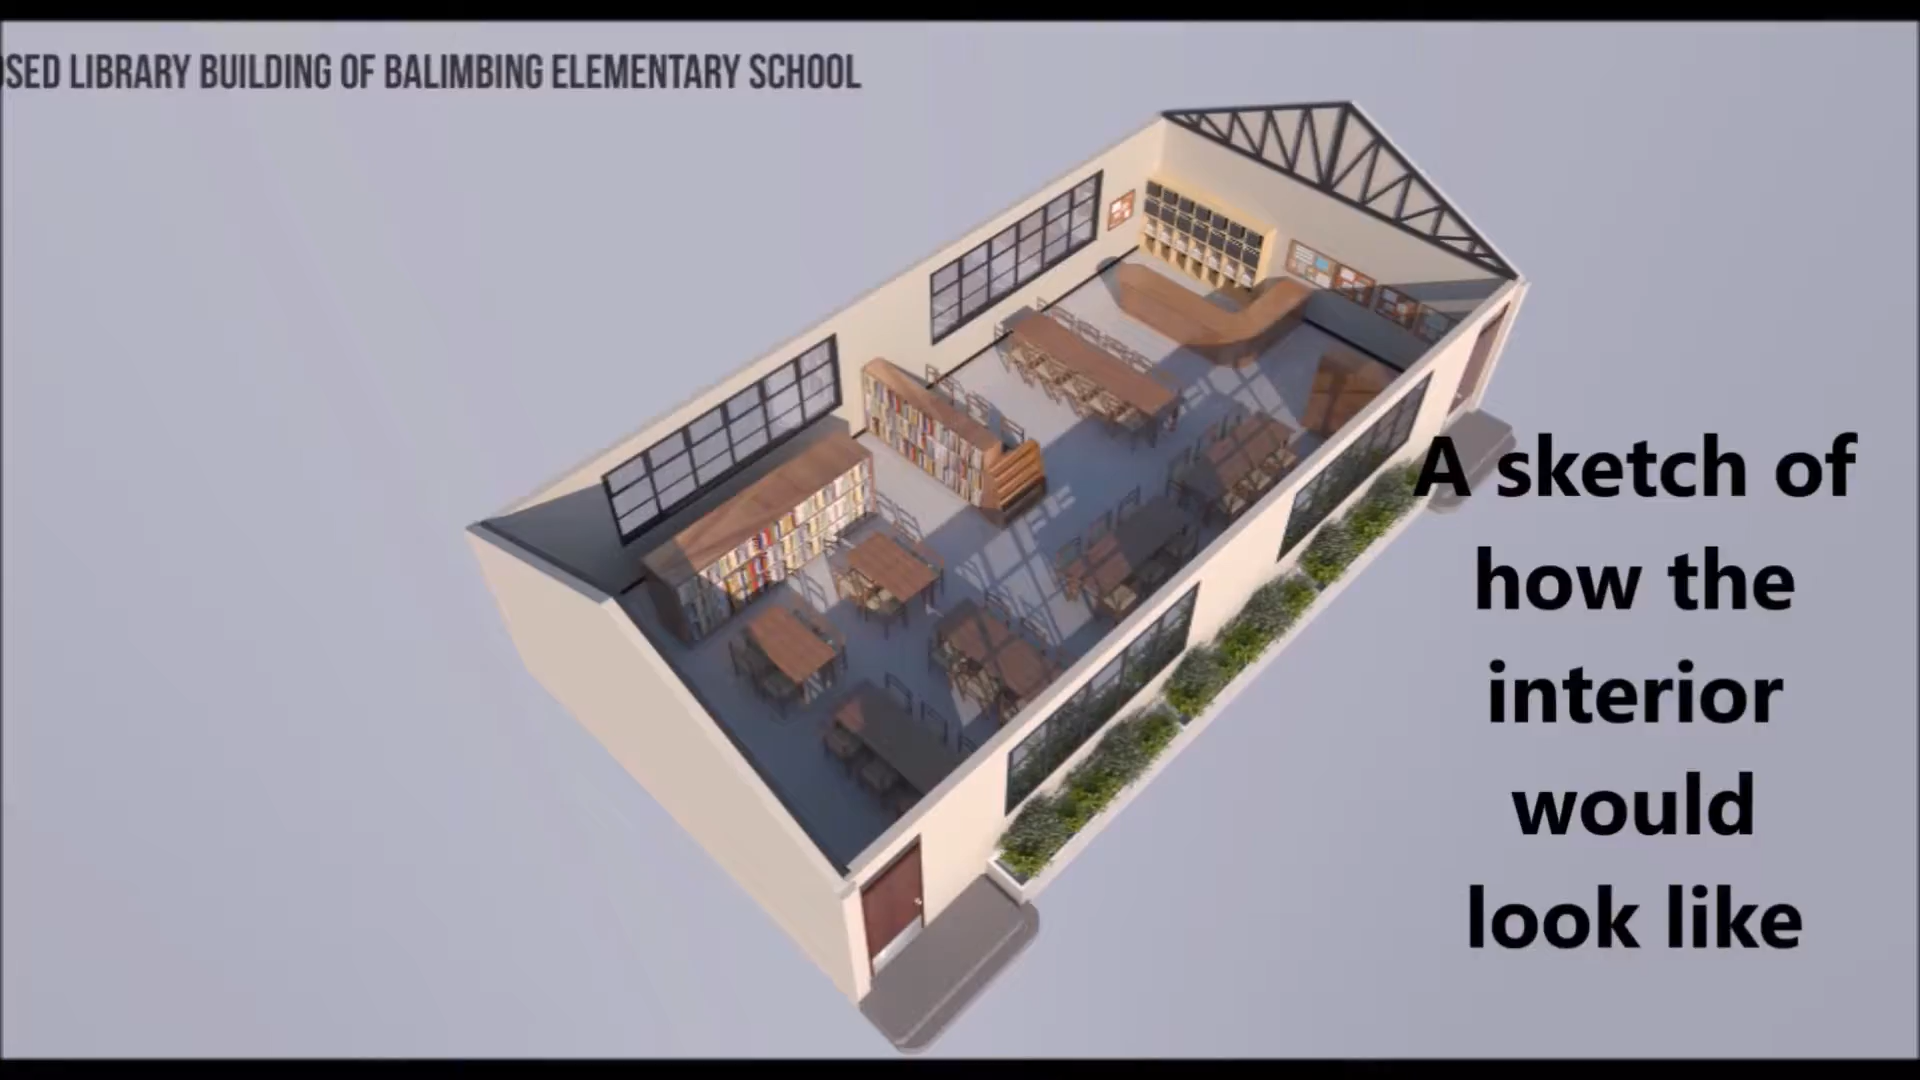 SED LIBRARY BUILDING OF BALIMBING ELEMENTARY SCHOOL
A sketch of
how the
interior
would
look like